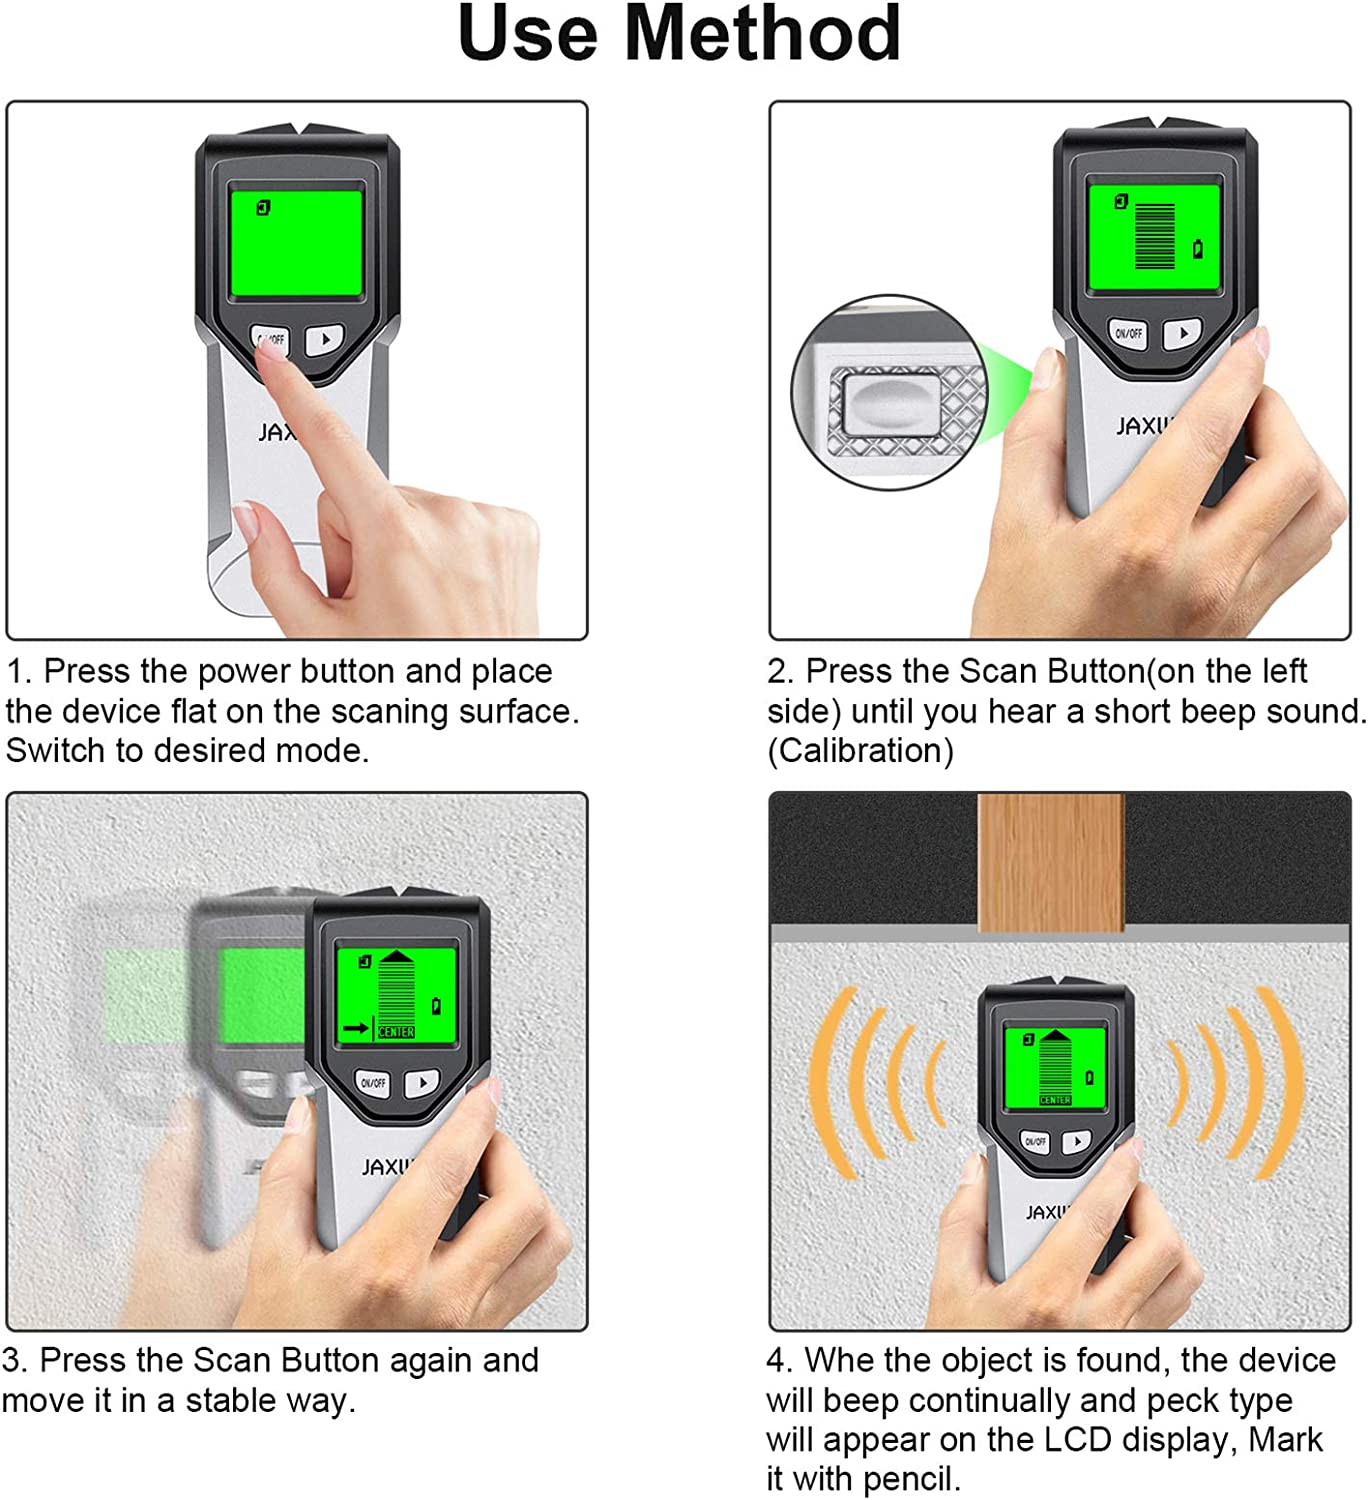 Use Method
ON/OFF
JAX
ON/OFF
JAXU
1. Press the power button and place
the device flat on the scaning surface.
Switch to desired mode.
2. Press the Scan Button(on the left
side) until you hear a short beep sound.
(Calibration)
CENTER
ON/OFF
JAXU
CENTER
ON/OFF
JAXU
3. Press the Scan Button again and
move it in a stable way.
4. Whe the object is found, the device
will beep continually and peck type
will appear on the LCD display, Mark
it with pencil.